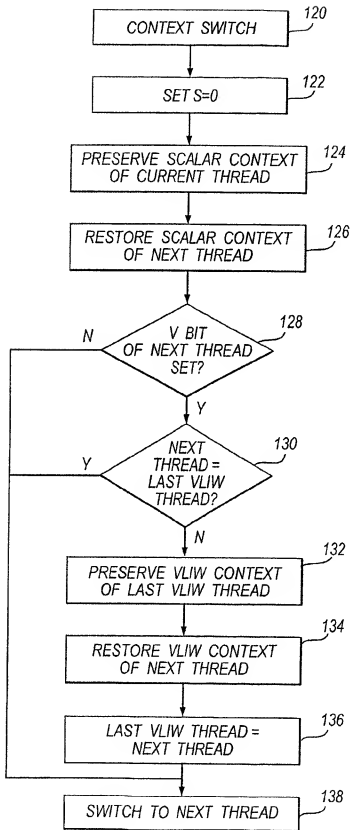 CONTEXT SWITCH
120
SET S=0
122
PRESERVE SCALAR CONTEXT
OF CURRENT THREAD
124
RESTORE SCALAR CONTEXT
OF NEXT THREAD
126
V BIT
OF NEXT THREAD
SET?
128
N
Y
NEXT
THREAD =
LAST VLIW
THREAD?
130
Y
N
PRESERVE VLIW CONTEXT
OF LAST VLIW THREAD
132
RESTORE VLIW CONTEXT
OF NEXT THREAD
134
LAST VLIW THREAD =
NEXT THREAD
136
SWITCH TO NEXT THREAD
138